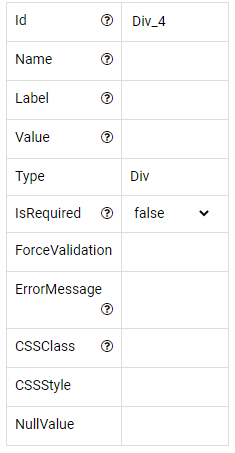 Id Div_4
Name
Label
Value
Type Div
IsRequired false
ForceValidation
ErrorMessage
CSSClass
CSSStyle
NullValue